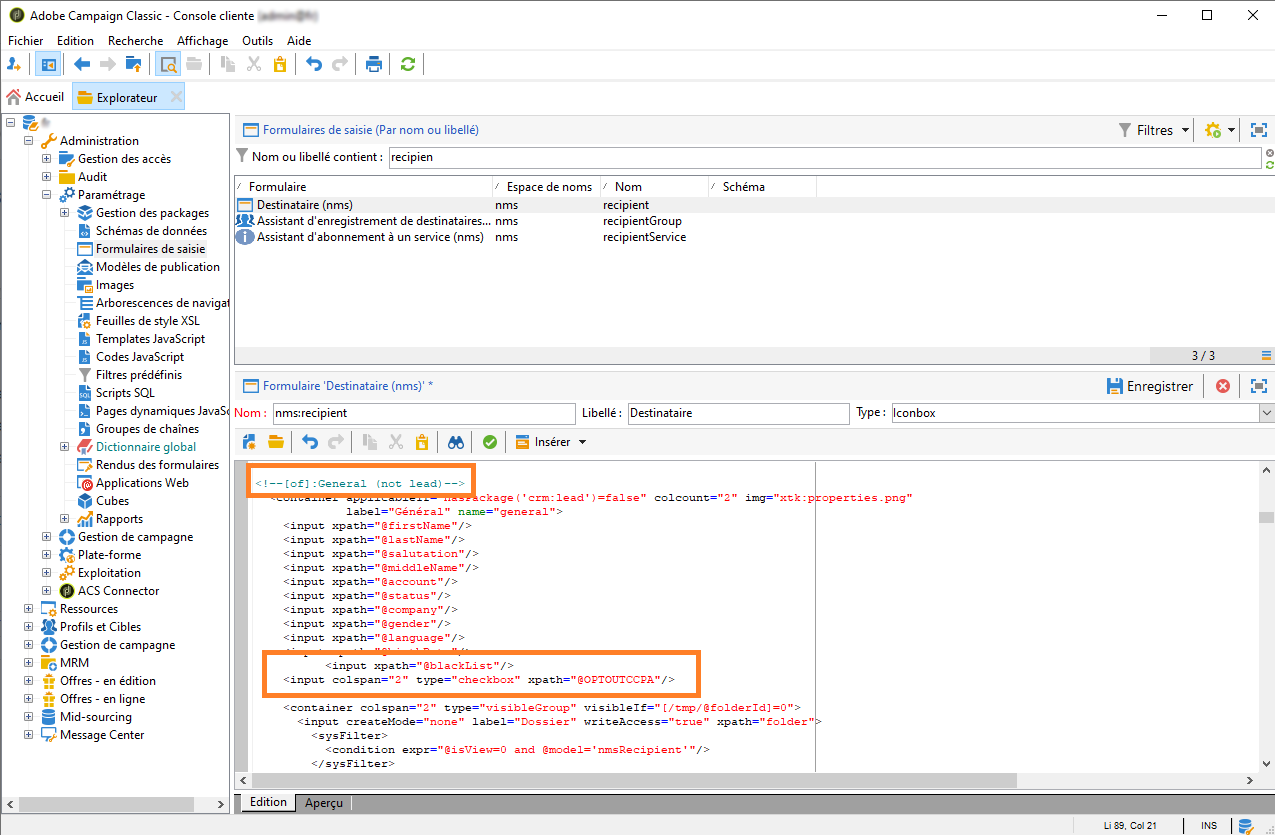 Adobe Campaign Classic - Console cliente
Fichier Edition Recherche Affichage Outils Aide
Accueil Explorateur
Administration
Gestion des accès
Audit
Paramétrage
Gestion des packages
Schémas de données
Formulaires de saisie
Modèles de publication
Images
Arborescences de navigat
Feuilles de style XSL
Templates JavaScript
Codes JavaScript
Filtres prédéfinis
Scripts SQL
Pages dynamiques JavaSc
Groupes de chaînes
Dictionnaire global
Rendus des formulaires
Applications Web
Cubes
Rapports
Gestion de campagne
Plate-forme
Exploitation
ACS Connector
Ressources
Profils et Cibles
Gestion de campagne
MRM
Offres - en édition
Offres - en ligne
Mid-sourcing
Message Center
Formulaires de saisie (Par nom ou libellé) Filtres
Nom ou libellé contient : recipien
Formulaire Espace de noms Nom Schéma
Destinataire (nms) nms recipient
Assistant d'enregistrement de destinataires... nms recipientGroup
Assistant d'abonnement à un service (nms) nms recipientService
3 / 3
Formulaire 'Destinataire (nms)' * Enregistrer
Nom : nms:recipient Libellé : Destinataire Type : Iconbox
Insérer
<!--[of]:General (not lead)-->
<container applicableIf="HasPackage('crm:lead')=false" colcount="2" img="xtk:properties.png"
label="Général" name="general">
<input xpath="@firstName"/>
<input xpath="@lastName"/>
<input xpath="@salutation"/>
<input xpath="@middleName"/>
<input xpath="@account"/>
<input xpath="@status"/>
<input xpath="@company"/>
<input xpath="@gender"/>
<input xpath="@language"/>
<input xpath="@birthDate"/>
<input xpath="@blackList"/>
<input colspan="2" type="checkbox" xpath="@OPTOUTCCPA"/>
<container colspan="2" type="visibleGroup" visibleIf="[/tmp/@folderId]=0">
<input createMode="none" label="Dossier" writeAccess="true" xpath="folder">
<sysFilter>
<condition expr="@isView=0 and @model='nmsRecipient'"/>
</sysFilter>
Edition Aperçu
Li 89, Col 21 INS